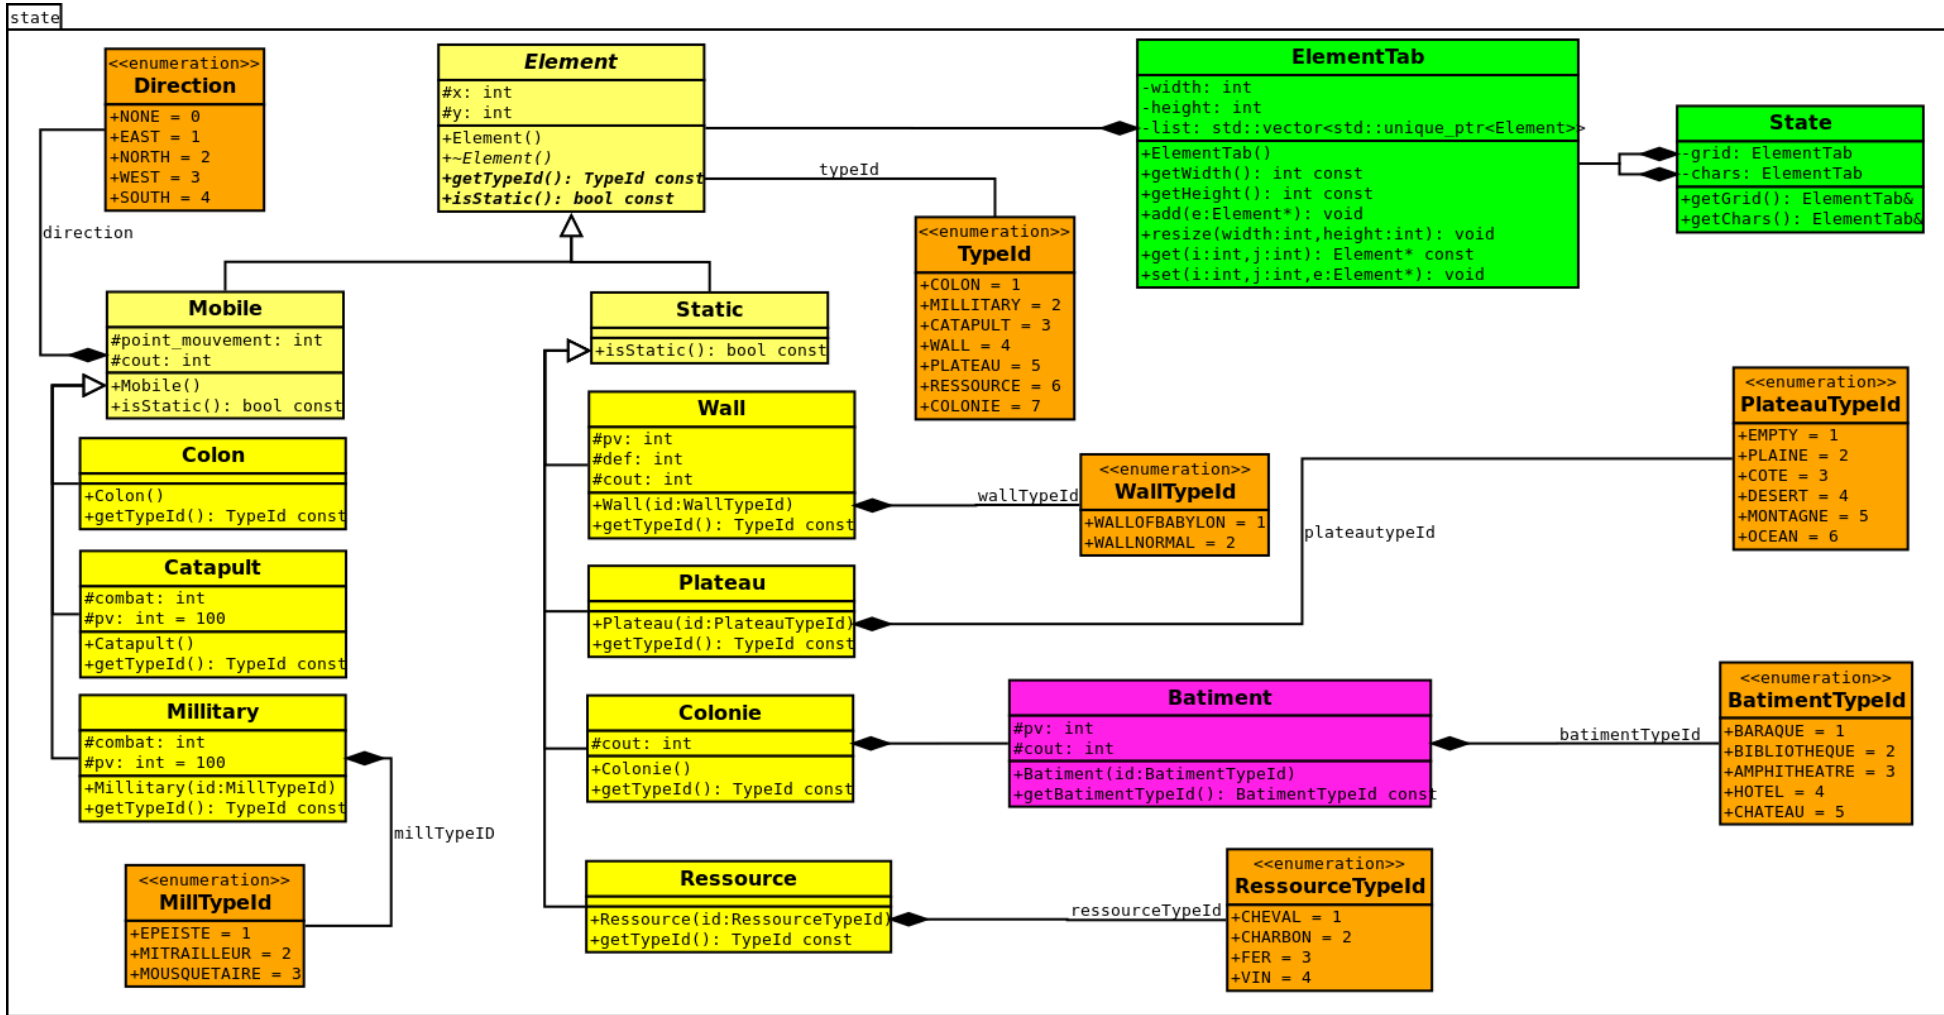 state
<<enumeration>>
Direction
+NONE = 0
+EAST = 1
+NORTH = 2
+WEST = 3
+SOUTH = 4
direction
Element
#x: int
#y: int
+Element()
+~Element()
+getTypeId(): TypeId const
+isStatic(): bool const
typeId
<<enumeration>>
TypeId
+COLON = 1
+MILLITARY = 2
+CATAPULT = 3
+WALL = 4
+PLATEAU = 5
+RESSOURCE = 6
+COLONIE = 7
ElementTab
-width: int
-height: int
-list: std::vector<std::unique_ptr<Element>>
+ElementTab()
+getWidth(): int const
+getHeight(): int const
+add(e:Element*): void
+resize(width:int,height:int): void
+get(i:int,j:int): Element* const
+set(i:int,j:int,e:Element*): void
State
-grid: ElementTab
-chars: ElementTab
+getGrid(): ElementTab&
+getChars(): ElementTab&
Mobile
#point_mouvement: int
#cout: int
+Mobile()
+isStatic(): bool const
Static
+isStatic(): bool const
Colon
+Colon()
+getTypeId(): TypeId const
Catapult
#combat: int
#pv: int = 100
+Catapult()
+getTypeId(): TypeId const
Millitary
#combat: int
#pv: int = 100
+Millitary(id:MillTypeId)
+getTypeId(): TypeId const
millTypeID
<<enumeration>>
MillTypeId
+EPEISTE = 1
+MITRAILLEUR = 2
+MOUSQUETAIRE = 3
Wall
#pv: int
#def: int
#cout: int
+Wall(id:WallTypeId)
+getTypeId(): TypeId const
wallTypeId
<<enumeration>>
WallTypeId
+WALLOFBABYLON = 1
+WALLNORMAL = 2
Plateau
+Plateau(id:PlateauTypeId)
+getTypeId(): TypeId const
plateautypeId
<<enumeration>>
PlateauTypeId
+EMPTY = 1
+PLAINE = 2
+COTE = 3
+DESERT = 4
+MONTAGNE = 5
+OCEAN = 6
Colonie
#cout: int
+Colonie()
+getTypeId(): TypeId const
Batiment
#pv: int
#cout: int
+Batiment(id:BatimentTypeId)
+getBatimentTypeId(): BatimentTypeId const
batimentTypeId
<<enumeration>>
BatimentTypeId
+BARAQUE = 1
+BIBLIOTHEQUE = 2
+AMPHITHEATRE = 3
+HOTEL = 4
+CHATEAU = 5
Ressource
+Ressource(id:RessourceTypeId)
+getTypeId(): TypeId const
ressourceTypeId
<<enumeration>>
RessourceTypeId
+CHEVAL = 1
+CHARBON = 2
+FER = 3
+VIN = 4